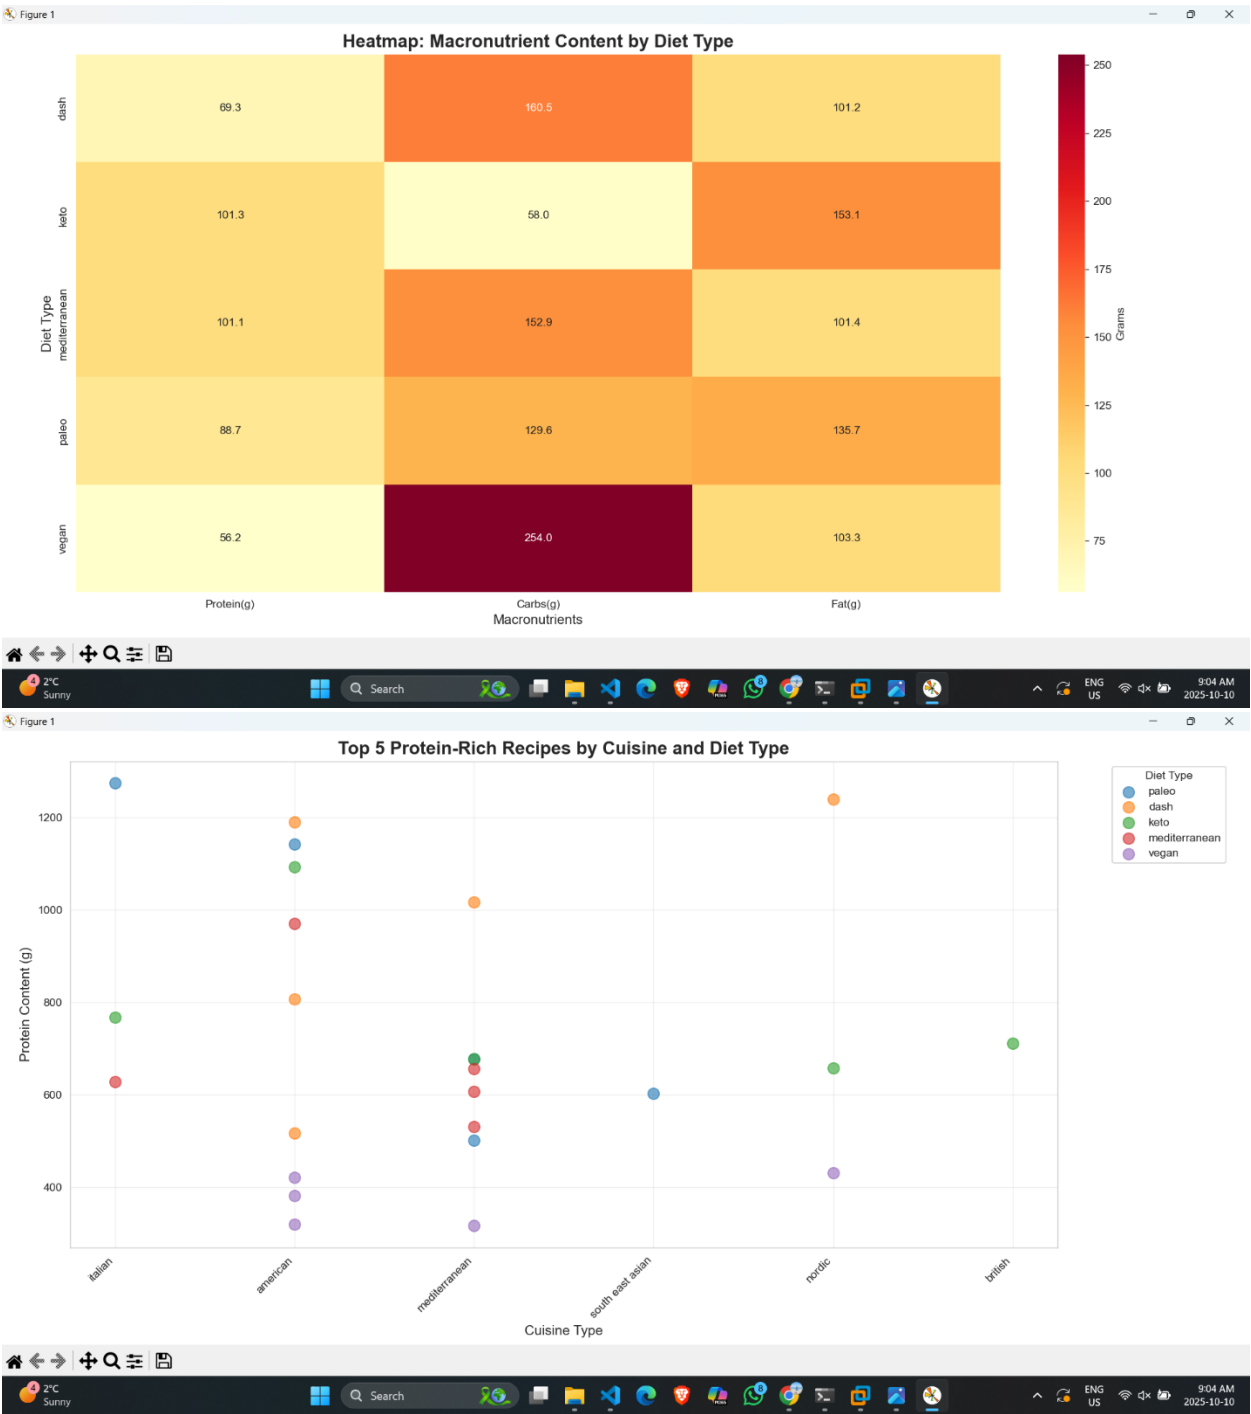 Figure 1
Heatmap: Macronutrient Content by Diet Type
dash
69.3
160.5
101.2
keto
101.3
58.0
153.1
mediterranean
101.1
152.9
101.4
paleo
88.7
129.6
135.7
vegan
56.2
254.0
103.3
Diet Type
Protein(g)
Carbs(g)
Fat(g)
Macronutrients
250
225
200
175
150
125
100
75
Grams
4
2°C
Sunny
Search
8
ENG
US
9:04 AM
2025-10-10
Figure 1
Top 5 Protein-Rich Recipes by Cuisine and Diet Type
Protein Content (g)
1200
1000
800
600
400
italian
american
mediterranean
south east asian
nordic
british
Cuisine Type
Diet Type
paleo
dash
keto
mediterranean
vegan
4
2°C
Sunny
Search
8
ENG
US
9:04 AM
2025-10-10